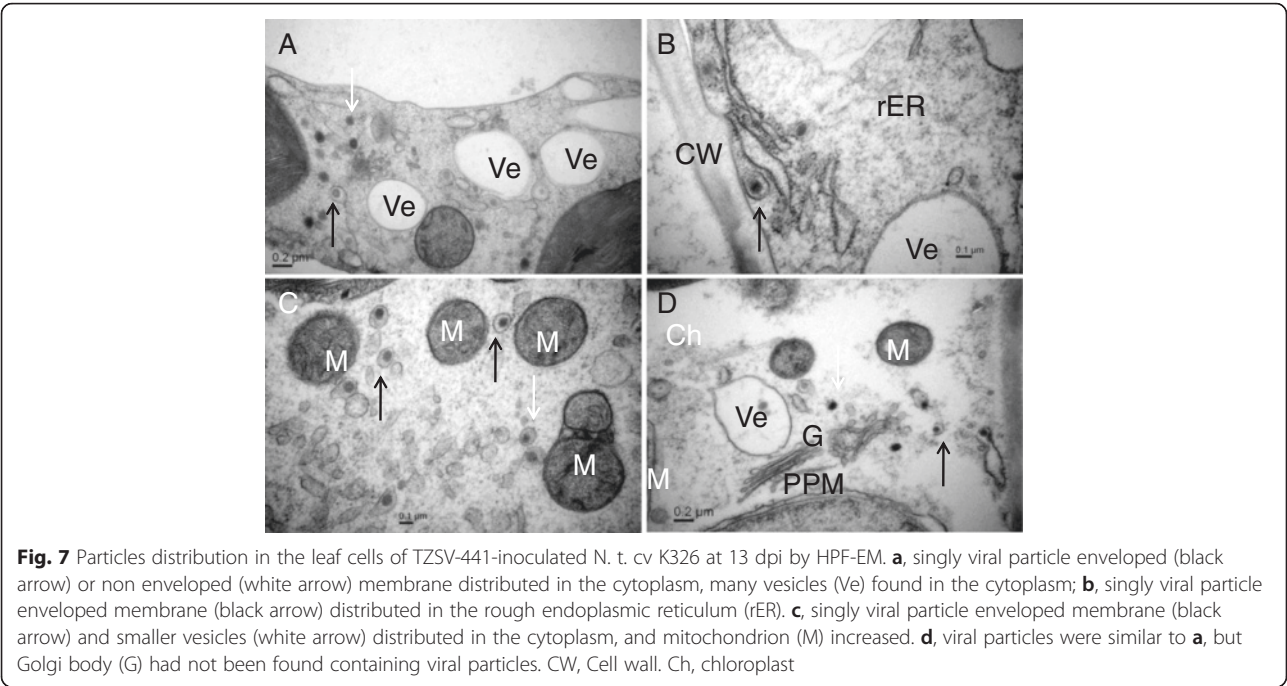 A
Ve
Ve
Ve
0.2 µm
B
rER
CW
Ve
0.1 µm
C
M
M
M
M
0.1 µm
D
Ch
M
Ve
G
M
PPM
0.2 µm
Fig. 7 Particles distribution in the leaf cells of TZSV-441-inoculated N. t. cv K326 at 13 dpi by HPF-EM. a, singly viral particle enveloped (black
arrow) or non enveloped (white arrow) membrane distributed in the cytoplasm, many vesicles (Ve) found in the cytoplasm; b, singly viral particle
enveloped membrane (black arrow) distributed in the rough endoplasmic reticulum (rER). c, singly viral particle enveloped membrane (black
arrow) and smaller vesicles (white arrow) distributed in the cytoplasm, and mitochondrion (M) increased. d, viral particles were similar to a, but
Golgi body (G) had not been found containing viral particles. CW, Cell wall. Ch, chloroplast